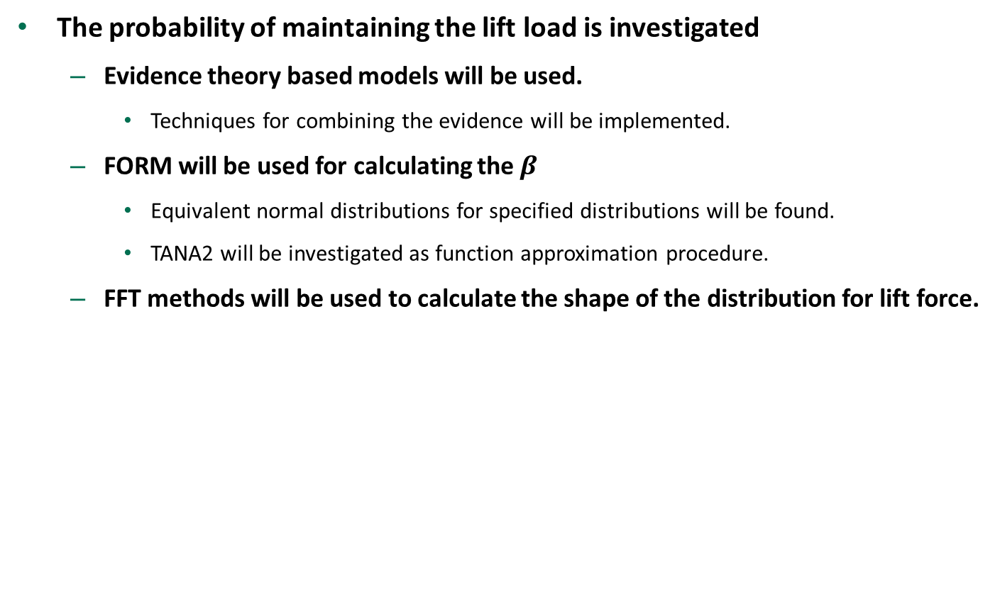 • The probability of maintaining the lift load is investigated
– Evidence theory based models will be used.
• Techniques for combining the evidence will be implemented.
– FORM will be used for calculating the β
• Equivalent normal distributions for specified distributions will be found.
• TANA2 will be investigated as function approximation procedure.
– FFT methods will be used to calculate the shape of the distribution for lift force.